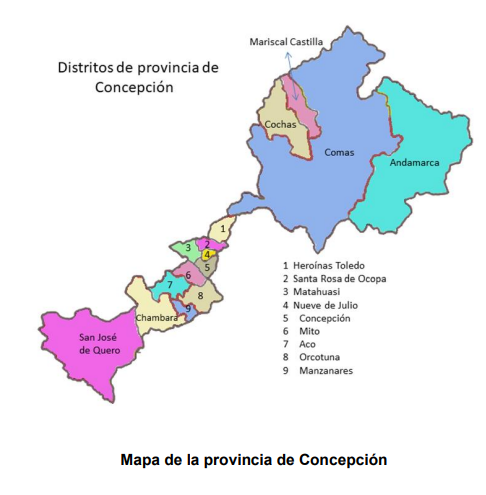 Distritos de provincia de
Concepción
Mariscal Castilla
Cochas
Comas
Andamarca
1
2
3
4
5
6
7
8
9
Chambara
San José
de Quero
1 Heroínas Toledo
2 Santa Rosa de Ocopa
3 Matahuasi
4 Nueve de Julio
5 Concepción
6 Mito
7 Aco
8 Orcotuna
9 Manzanares
Mapa de la provincia de Concepción